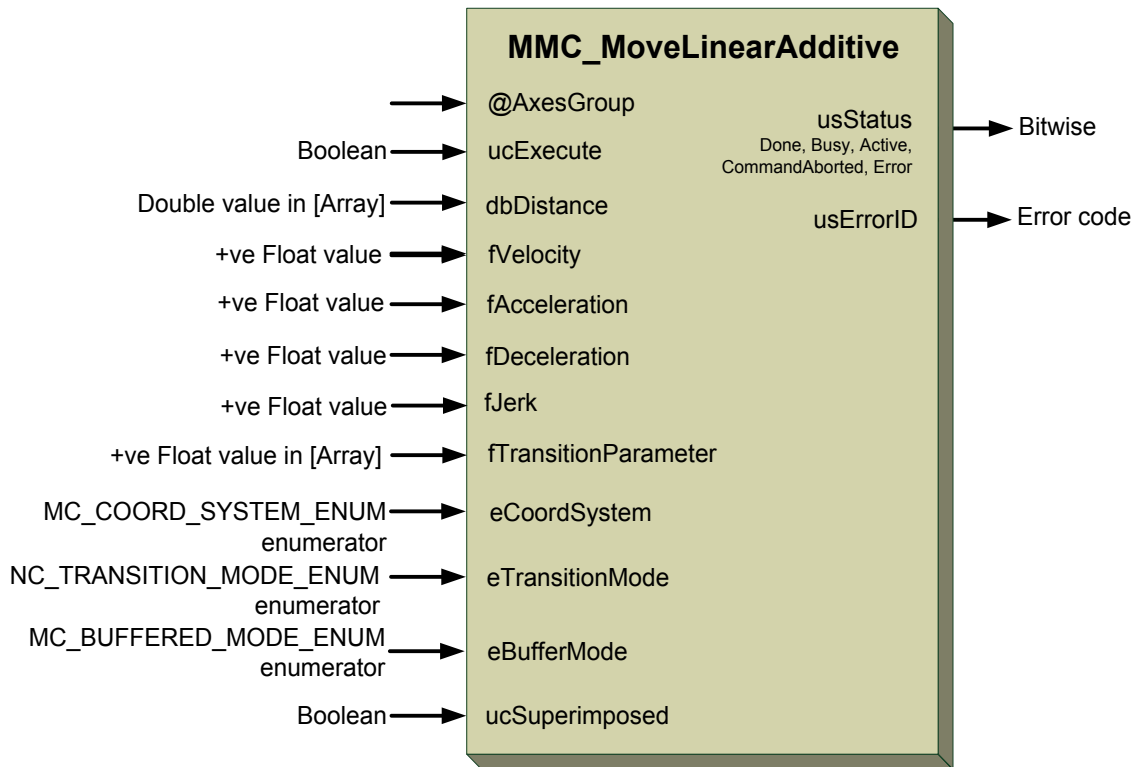 MMC_MoveLinearAdditive
@AxesGroup
Boolean
ucExecute
Double value in [Array]
dbDistance
+ve Float value
fVelocity
+ve Float value
fAcceleration
+ve Float value
fDeceleration
+ve Float value
fJerk
+ve Float value in [Array]
fTransitionParameter
MC_COORD_SYSTEM_ENUM
enumerator
eCoordSystem
NC_TRANSITION_MODE_ENUM
enumerator
eTransitionMode
MC_BUFFERED_MODE_ENUM
enumerator
eBufferMode
Boolean
ucSuperimposed
usStatus
Done, Busy, Active,
CommandAborted, Error
Bitwise
usErrorID
Error code